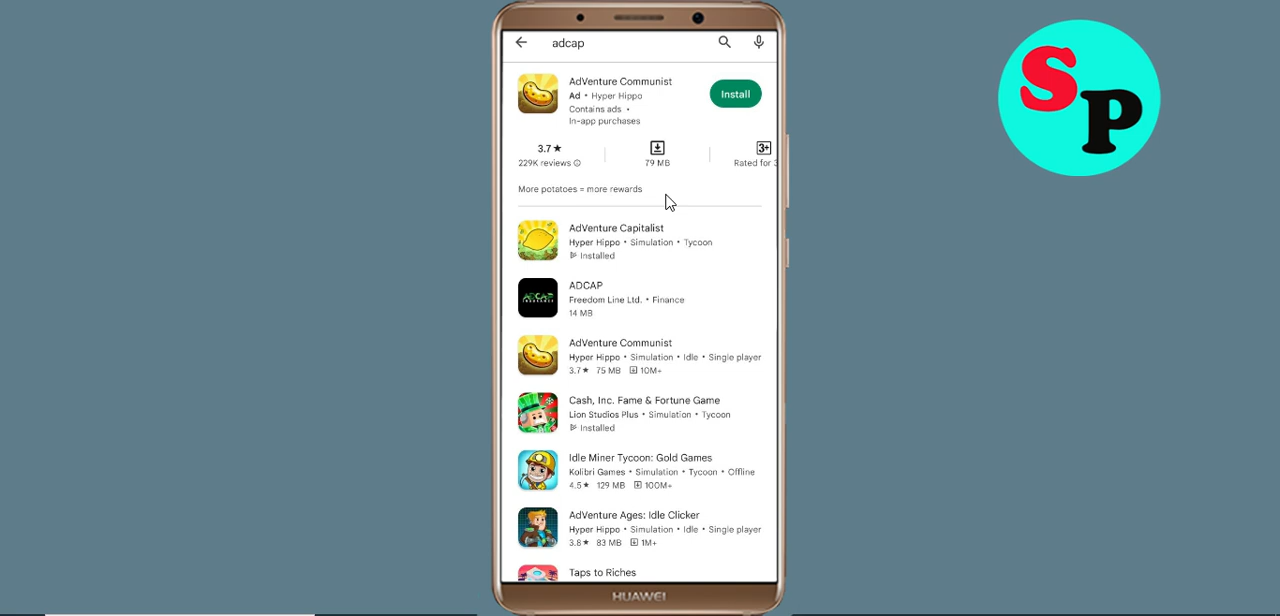 adcap
AdVenture Communist
Ad • Hyper Hippo
Contains ads •
In-app purchases
Install
3.7★
229K reviews
79 MB
3+
Rated for 3
More potatoes = more rewards
AdVenture Capitalist
Hyper Hippo • Simulation • Tycoon
Installed
ADCAP
ADCAP
Freedom Line Ltd. • Finance
14 MB
AdVenture Communist
Hyper Hippo • Simulation • Idle • Single player
3.7★ 75 MB 10M+
Cash, Inc. Fame & Fortune Game
Lion Studios Plus • Simulation • Tycoon
Installed
Idle Miner Tycoon: Gold Games
Kolibri Games • Simulation • Tycoon • Offline
4.5★ 129 MB 100M+
AdVenture Ages: Idle Clicker
Hyper Hippo • Simulation • Idle • Single player
3.8★ 83 MB 1M+
Taps to Riches
HUAWEI
SP